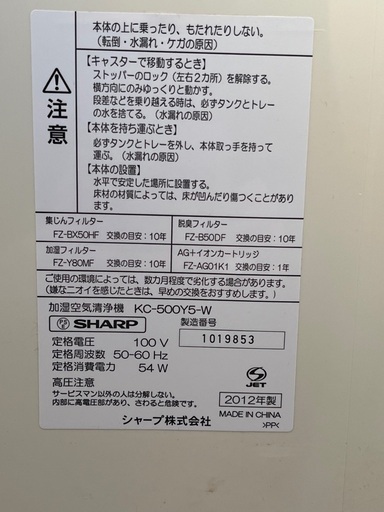 本体の上に乗ったり、もたれたりしない。
(転倒・水漏れ・ケガの原因)
注意
【キャスターで移動するとき】
ストッパーのロック(左右2カ所)を解除する。
横方向にのみゆっくりと動かす。
段差などを乗り越える時は、必ずタンクとトレー
の水を捨てる。(水漏れの原因)
【本体を持ち運ぶとき】
必ずタンクとトレーを外し、本体取っ手を持って
運ぶ。(水漏れの原因)
【本体の設置】
水平で安定した場所に設置する。
床材の材質によっては、床が凹んだり傷つくことがあります。
集じんフィルター
FZ-BX50HF 交換の目安:10年
脱臭フィルター
FZ-B50DF 交換の目安:10年
加湿フィルター
FZ-Y80MF 交換の目安:10年
AG+イオンカートリッジ
FZ-AG01K1 交換の目安:1年
ご使用の環境によっては、数カ月程度で劣化する場合があります。
(嫌なニオイを感じたときは、早めの交換をおすすめします)
加湿空気清浄機 KC-500Y5-W
SHARP
製造番号
1019853
定格電圧 100 V
定格周波数 50-60 Hz
定格消費電力 54 W
高圧注意
サービスマン以外の人は分解しないでください。
内部に高電圧部があり、さわると危険です。
シャープ株式会社
JET
2012年製
MADE IN CHINA
>PP<